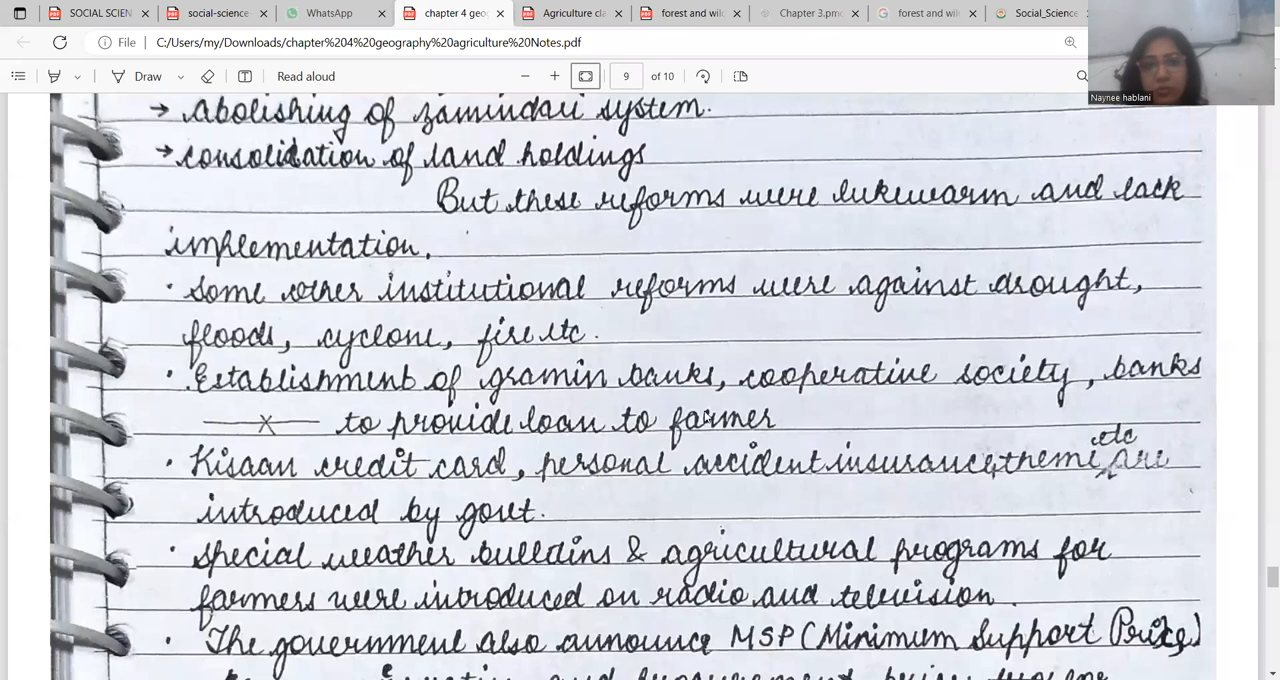 SOCIAL SCIEN
social-science
WhatsApp
chapter 4 geo
Agriculture cla
forest and wil
Chapter 3.pm
forest and wil
Social_Science
File
C:/Users/my/Downloads/chapter%204%20geography%20agriculture%20Notes.pdf
Draw
Read aloud
9
of 10
Naynee hablani
→ abolishing of zamindari system.
→ consolidation of land holdings
But these reforms were lukewarm and lack
implementation.
· Some other institutional reforms were against drought,
floods, cyclone, fire etc.
· Establishment of gramin banks, cooperative society, banks
to provide loan to farmer
etc
· Kisaan credit card, personal accident insurance, are
introduced by govt.
· special weather & agricultural programs for
farmers were introduced on radio and television.
· The government also announce MSP (Minimum Support Price)